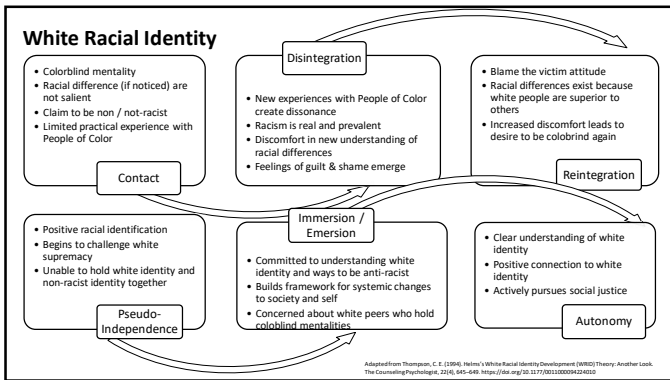 White Racial Identity
• Colorblind mentality
• Racial difference (if noticed) are
not salient
• Claim to be non / not-racist
• Limited practical experience with
People of Color
Contact
Disintegration
• New experiences with People of Color
create dissonance
• Racism is real and prevalent
• Discomfort in new understanding of
racial differences
• Feelings of guilt & shame emerge
• Blame the victim attitude
• Racial differences exist because
white people are superior to
others
• Increased discomfort leads to
desire to be colobrind again
Reintegration
• Positive racial identification
• Begins to challenge white
supremacy
• Unable to hold white identity and
non-racist identity together
Pseudo-
Independence
Immersion /
Emersion
• Committed to understanding white
identity and ways to be anti-racist
• Builds framework for systemic changes
to society and self
• Concerned about white peers who hold
coloblind mentalities
• Clear understanding of white
identity
• Positive connection to white
identity
• Actively pursues social justice
Autonomy
Adapted from Thompson, C. E. (1994). Helms's White Racial Identity Development (WRID) Theory: Another Look.
The Counseling Psychologist, 22(4), 645–649. https://doi.org/10.1177/0011000094224010